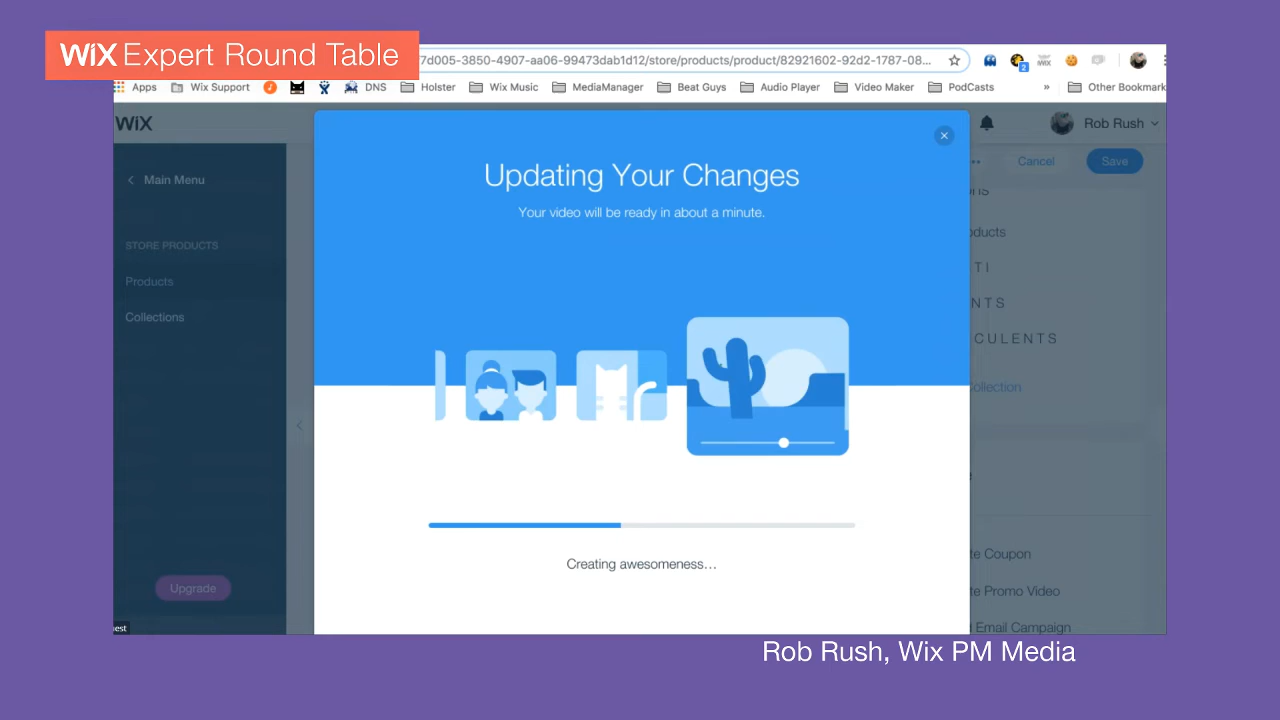 WiX Expert Round Table
7d005-3850-4907-aa06-99473dab1d12/store/products/product/82921602-92d2-1787-08...
Apps Wix Support DNS Holster Wix Music MediaManager Beat Guys Audio Player Video Maker PodCasts » Other Bookmark
WiX
Rob Rush
Main Menu
Cancel
Save
STORE PRODUCTS
Products
Collections
Upgrade
Updating Your Changes
Your video will be ready in about a minute.
Creating awesomeness...
oducts
T I
N T S
C U L E N T S
ollection
te Coupon
te Promo Video
t Email Campaign
uest
Rob Rush, Wix PM Media